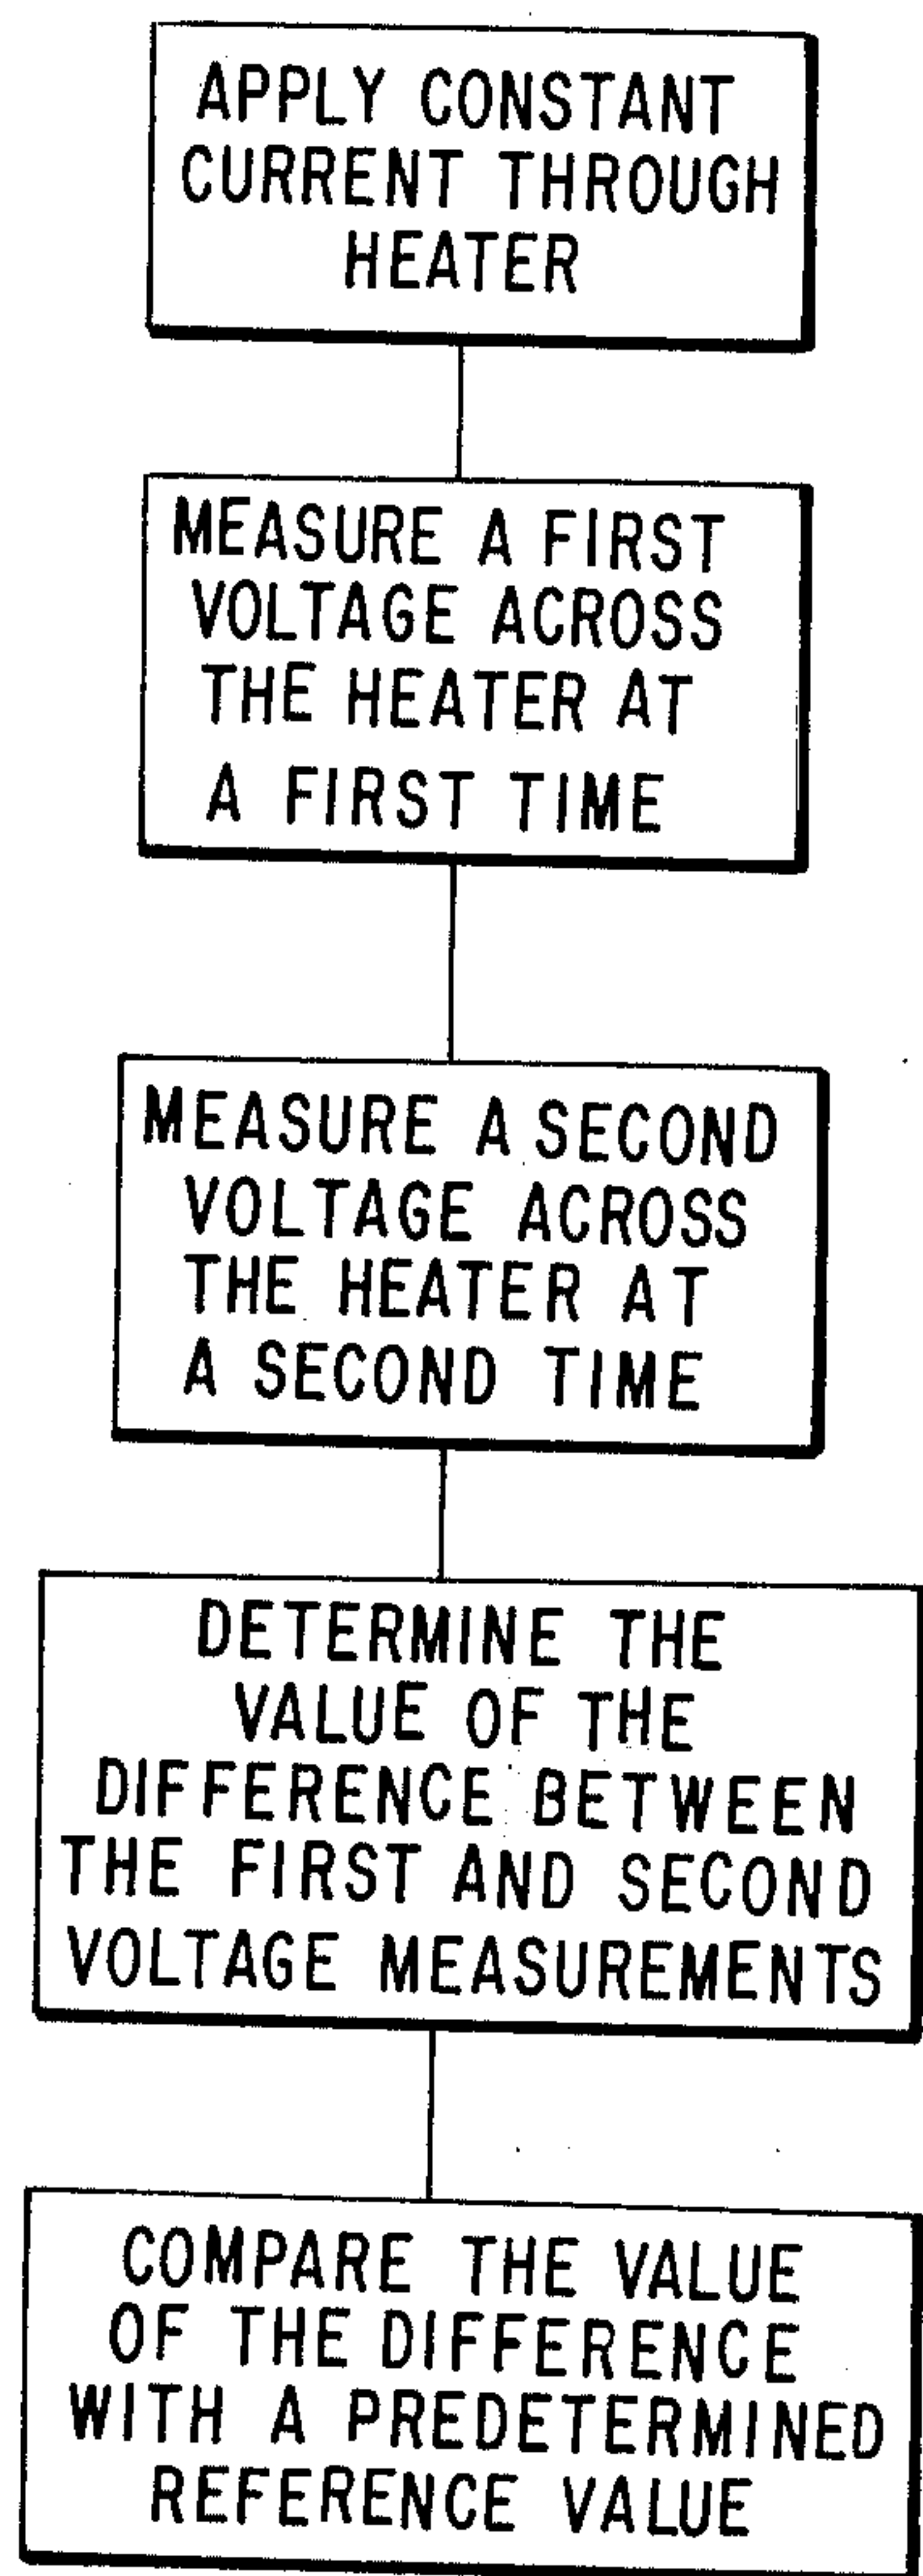 APPLY CONSTANT
CURRENT THROUGH
HEATER
MEASURE A FIRST
VOLTAGE ACROSS
THE HEATER AT
A FIRST TIME
MEASURE A SECOND
VOLTAGE ACROSS
THE HEATER AT
A SECOND TIME
DETERMINE THE
VALUE OF THE
DIFFERENCE BETWEEN
THE FIRST AND SECOND
VOLTAGE MEASUREMENTS
COMPARE THE VALUE
OF THE DIFFERENCE
WITH A PREDETERMINED
REFERENCE VALUE